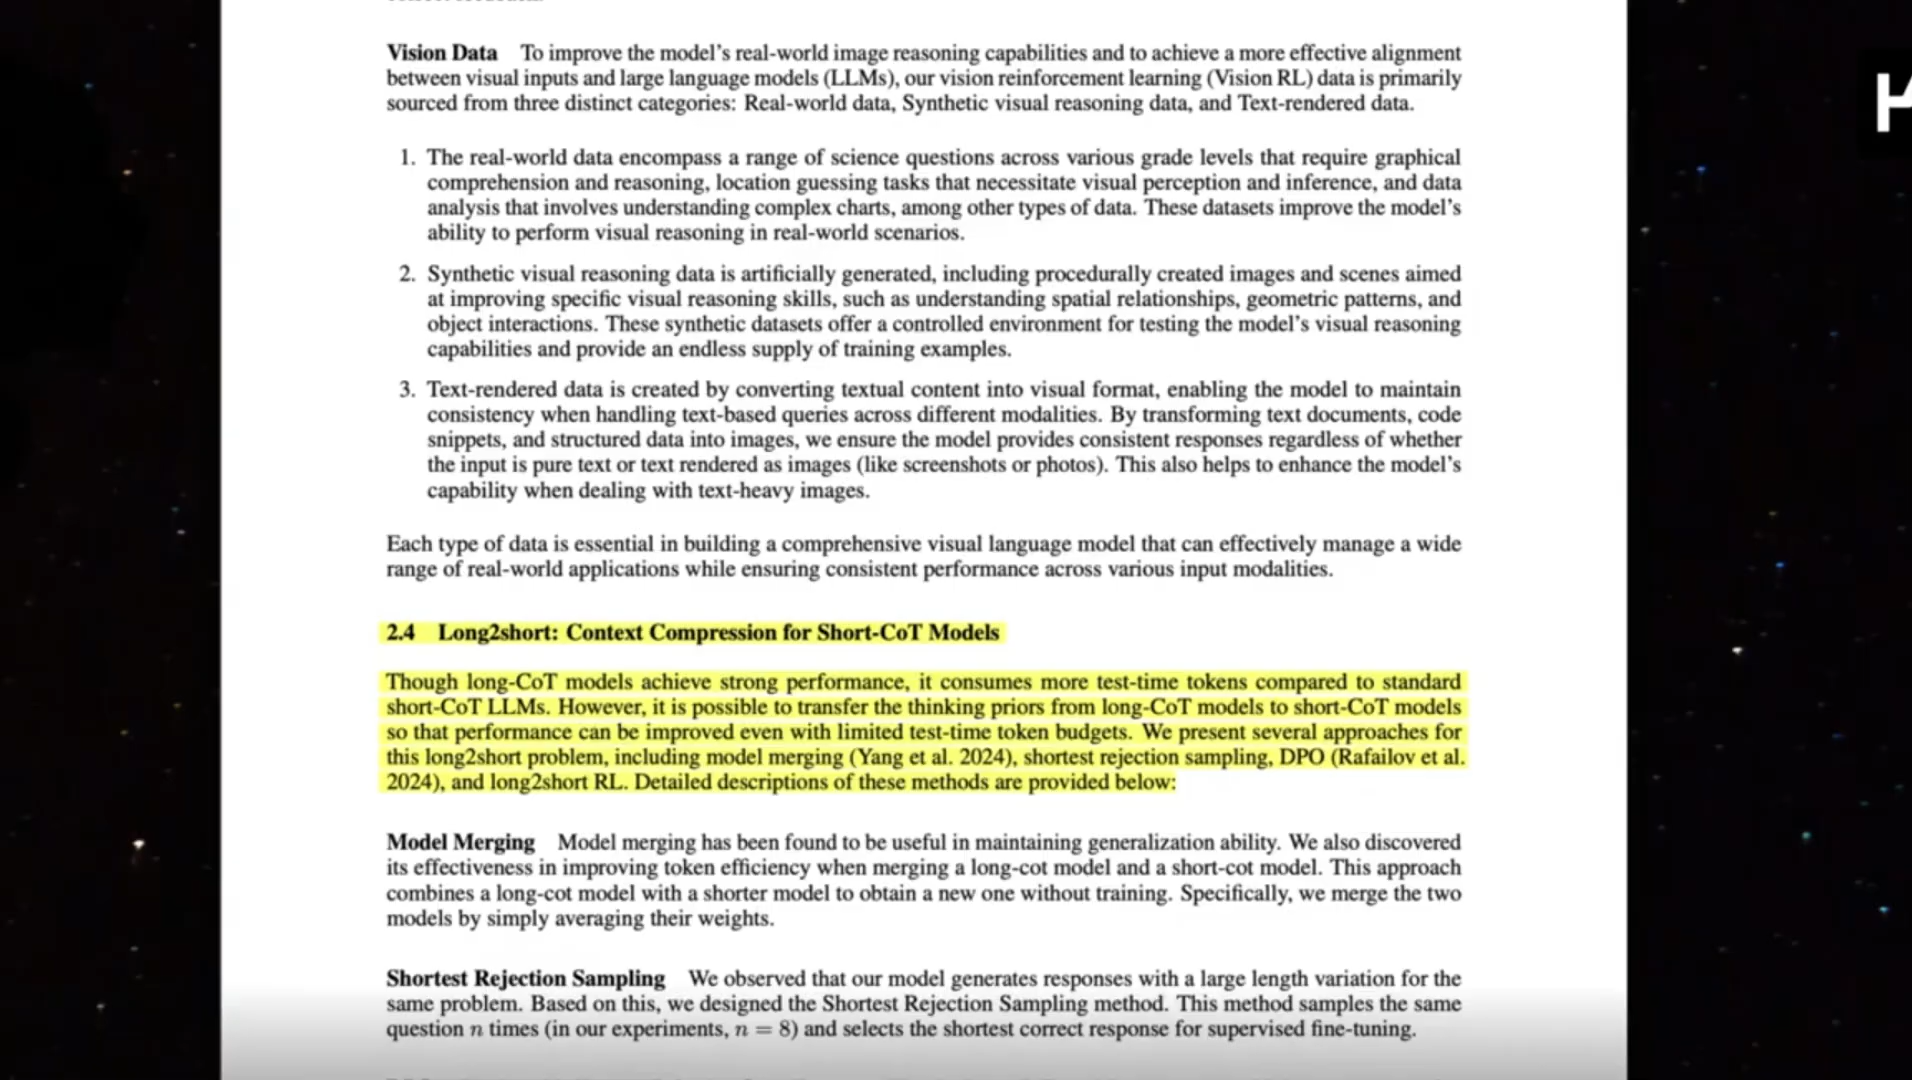 Vision Data To improve the model's real-world image reasoning capabilities and to achieve a more effective alignment
between visual inputs and large language models (LLMs), our vision reinforcement learning (Vision RL) data is primarily
sourced from three distinct categories: Real-world data, Synthetic visual reasoning data, and Text-rendered data.
1. The real-world data encompass a range of science questions across various grade levels that require graphical
comprehension and reasoning, location guessing tasks that necessitate visual perception and inference, and data
analysis that involves understanding complex charts, among other types of data. These datasets improve the model's
ability to perform visual reasoning in real-world scenarios.
2. Synthetic visual reasoning data is artificially generated, including procedurally created images and scenes aimed
at improving specific visual reasoning skills, such as understanding spatial relationships, geometric patterns, and
object interactions. These synthetic datasets offer a controlled environment for testing the model's visual reasoning
capabilities and provide an endless supply of training examples.
3. Text-rendered data is created by converting textual content into visual format, enabling the model to maintain
consistency when handling text-based queries across different modalities. By transforming text documents, code
snippets, and structured data into images, we ensure the model provides consistent responses regardless of whether
the input is pure text or text rendered as images (like screenshots or photos). This also helps to enhance the model's
capability when dealing with text-heavy images.
Each type of data is essential in building a comprehensive visual language model that can effectively manage a wide
range of real-world applications while ensuring consistent performance across various input modalities.
2.4 Long2short: Context Compression for Short-CoT Models
Though long-CoT models achieve strong performance, it consumes more test-time tokens compared to standard
short-CoT LLMs. However, it is possible to transfer the thinking priors from long-CoT models to short-CoT models
so that performance can be improved even with limited test-time token budgets. We present several approaches for
this long2short problem, including model merging (Yang et al. 2024), shortest rejection sampling, DPO (Rafailov et al.
2024), and long2short RL. Detailed descriptions of these methods are provided below:
Model Merging Model merging has been found to be useful in maintaining generalization ability. We also discovered
its effectiveness in improving token efficiency when merging a long-cot model and a short-cot model. This approach
combines a long-cot model with a shorter model to obtain a new one without training. Specifically, we merge the two
models by simply averaging their weights.
Shortest Rejection Sampling We observed that our model generates responses with a large length variation for the
same problem. Based on this, we designed the Shortest Rejection Sampling method. This method samples the same
question n times (in our experiments, n = 8) and selects the shortest correct response for supervised fine-tuning.